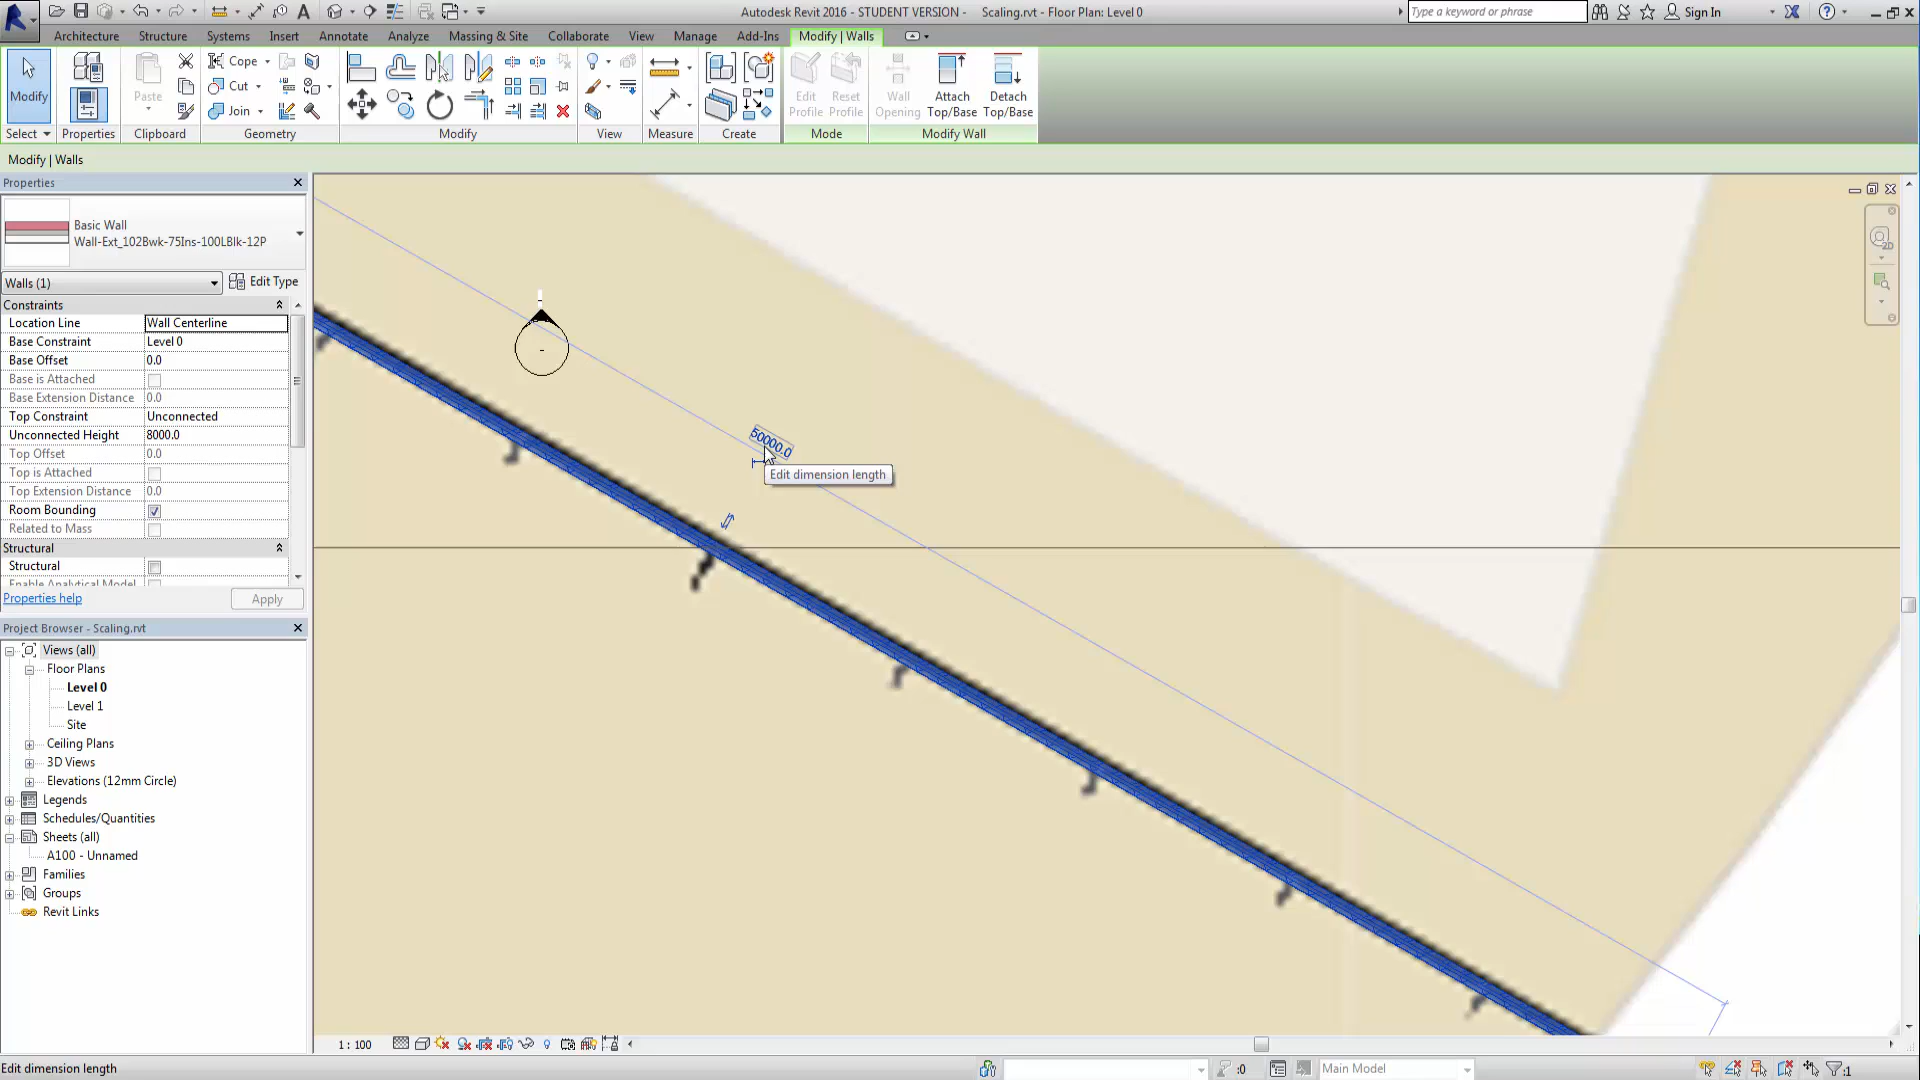 Autodesk Revit 2016 - STUDENT VERSION -    Scaling.rvt - Floor Plan: Level 0
Type a keyword or phrase
Sign In
Architecture Structure Systems Insert Annotate Analyze Massing & Site Collaborate View Manage Add-Ins Modify | Walls
Modify
Paste
Cope
Cut
Join
Edit Profile
Reset Profile
Wall Opening
Attach Top/Base
Detach Top/Base
Select Properties Clipboard Geometry Modify View Measure Create Mode Modify Wall
Modify | Walls
Properties
Basic Wall
Wall-Ext_102Bwk-75Ins-100LBlk-12P
Walls (1)
Edit Type
Constraints
Location Line Wall Centerline
Base Constraint Level 0
Base Offset 0.0
Base is Attached
Base Extension Distance 0.0
Top Constraint Unconnected
Unconnected Height 8000.0
Top Offset 0.0
Top is Attached
Top Extension Distance 0.0
Room Bounding
Related to Mass
Structural
Structural
Enable Analytical Model
Properties help
Apply
Project Browser - Scaling.rvt
Views (all)
Floor Plans
Level 0
Level 1
Site
Ceiling Plans
3D Views
Elevations (12mm Circle)
Legends
Schedules/Quantities
Sheets (all)
A100 - Unnamed
Families
Groups
Revit Links
50000.0
Edit dimension length
2D
1 : 100
Edit dimension length
:0
Main Model
:1